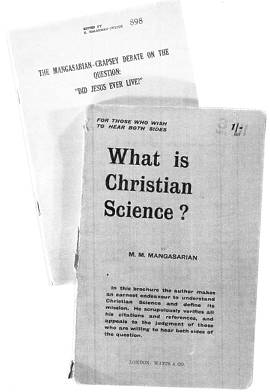 898
THE MANGASARIAN-CRAPSEY DEBATE ON THE
QUESTION:
"DID JESUS EVER LIVE?"
FOR THOSE WHO WISH
TO HEAR BOTH SIDES
1/-
What is
Christian
Science?
BY
M. M. MANGASARIAN
In this brochure the author makes
an earnest endeavour to understand
Christian Science and define its
mission. He scrupulously verifies all
his citations and references, and
appeals to the judgment of those
who are willing to hear both sides of
the question.
LONDON: WATTS & CO.